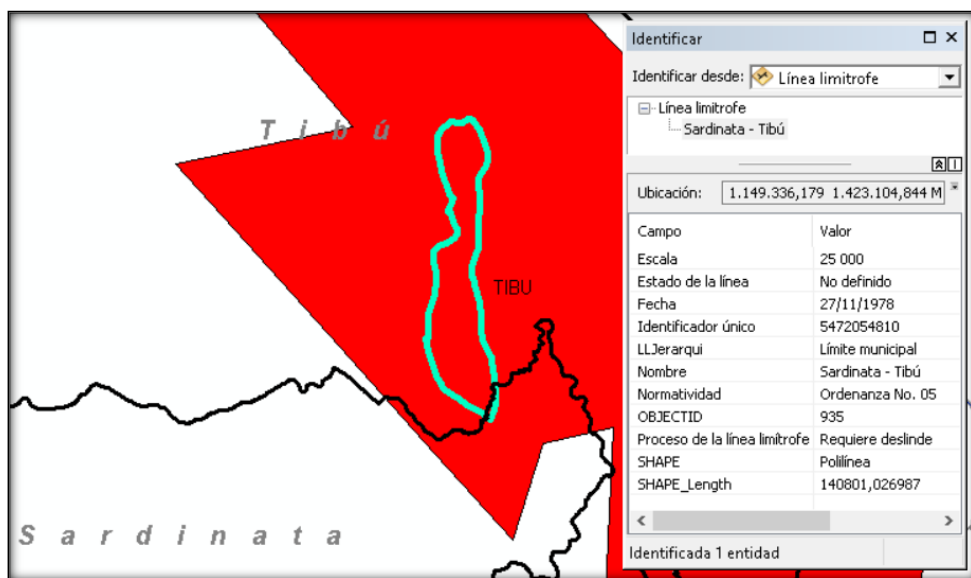 T i b ú
TIBU
S a r d i n a t a
Identificar
Identificar desde: Línea limitrofe
Línea limitrofe
Sardinata - Tibú
Ubicación: 1.149.336,179 1.423.104,844 M
Campo Valor
Escala 25 000
Estado de la línea No definido
Fecha 27/11/1978
Identificador único 5472054810
LLJerarqui Límite municipal
Nombre Sardinata - Tibú
Normatividad Ordenanza No. 05
OBJECTID 935
Proceso de la línea limítrofe Requiere deslinde
SHAPE Polilínea
SHAPE_Length 140801,026987
Identificada 1 entidad